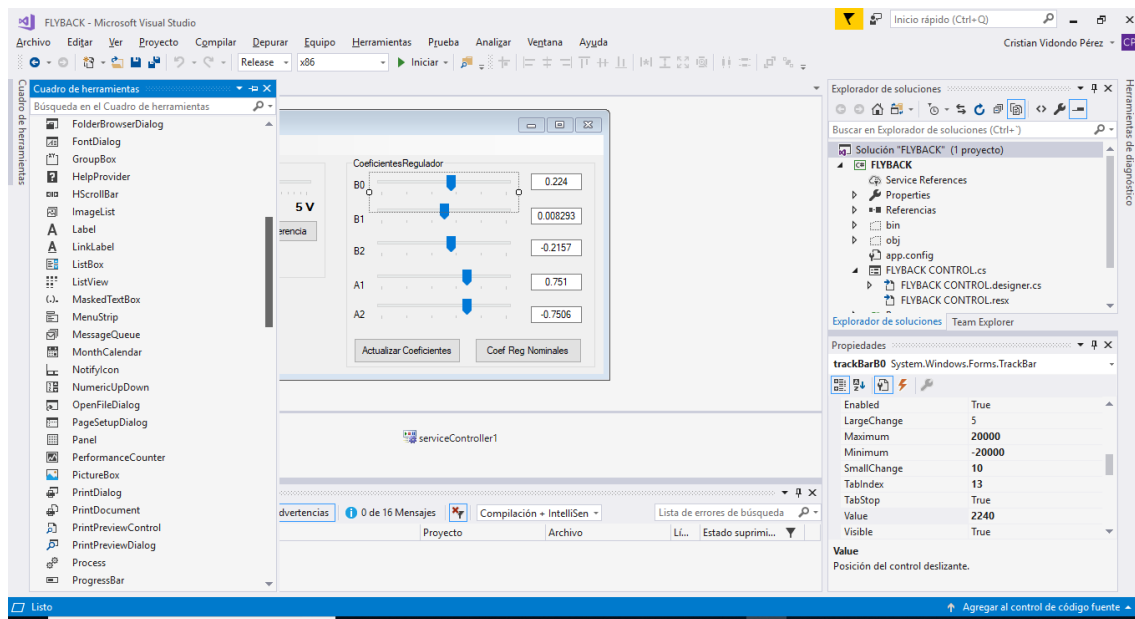 FLYBACK - Microsoft Visual Studio
Inicio rápido (Ctrl+Q)
Archivo Editar Ver Proyecto Compilar Depurar Equipo Herramientas Prueba Analizar Ventana Ayuda
Cristian Vidondo Pérez CP
Release x86 Iniciar
Cuadro de herramientas
Cuadro de herramientas
Búsqueda en el Cuadro de herramientas
FolderBrowserDialog
FontDialog
GroupBox
HelpProvider
HScrollBar
ImageList
Label
LinkLabel
ListBox
ListView
MaskedTextBox
MenuStrip
MessageQueue
MonthCalendar
NotifyIcon
NumericUpDown
OpenFileDialog
PageSetupDialog
Panel
PerformanceCounter
PictureBox
PrintDialog
PrintDocument
PrintPreviewControl
PrintPreviewDialog
Process
ProgressBar
5 V
erencia
CoeficientesRegulador
B0 0.224
B1 0.008293
B2 -0.2157
A1 0.751
A2 -0.7506
Actualizar Coeficientes Coef Reg Nominales
serviceController1
dvertencias 0 de 16 Mensajes Compilación + IntelliSen Lista de errores de búsqueda
Proyecto Archivo Lí... Estado suprimi...
Explorador de soluciones
Buscar en Explorador de soluciones (Ctrl+´)
Solución "FLYBACK" (1 proyecto)
C# FLYBACK
Service References
Properties
Referencias
bin
obj
app.config
FLYBACK CONTROL.cs
FLYBACK CONTROL.designer.cs
FLYBACK CONTROL.resx
Explorador de soluciones Team Explorer
Propiedades
trackBarB0 System.Windows.Forms.TrackBar
Enabled True
LargeChange 5
Maximum 20000
Minimum -20000
SmallChange 10
TabIndex 13
TabStop True
Value 2240
Visible True
Value
Posición del control deslizante.
Herramientas de diagnóstico
Listo
Agregar al control de código fuente